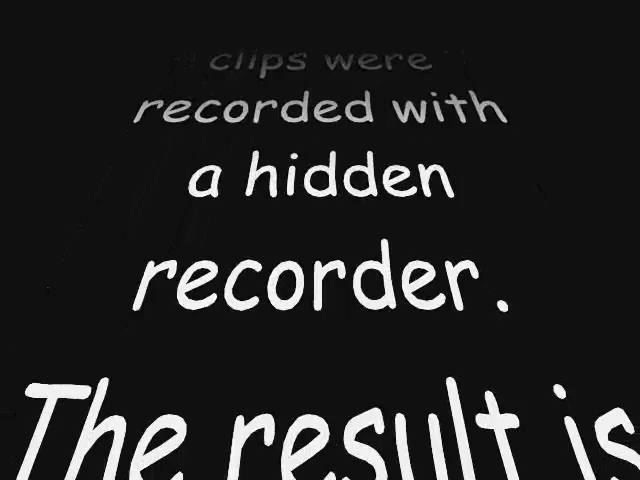 clips were
recorded with
a hidden
recorder.
The result is